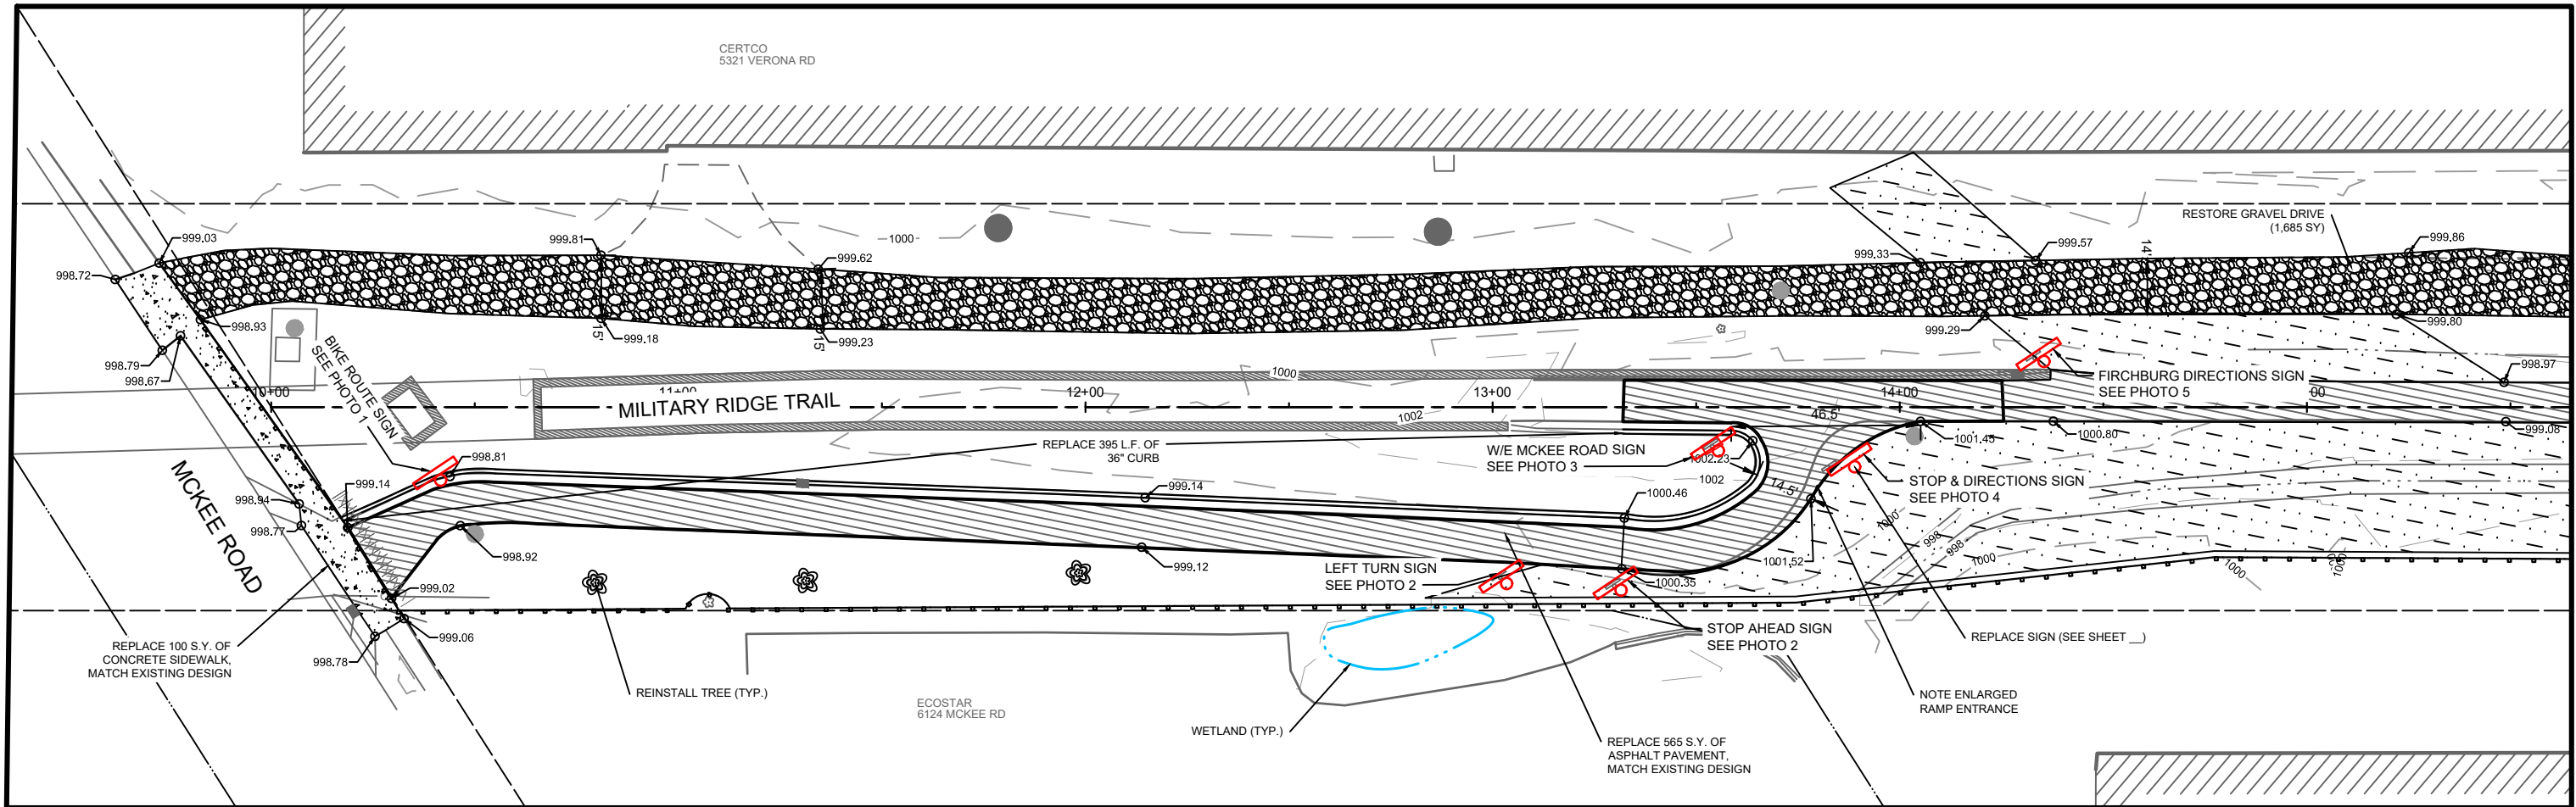 CERTCO
5321 VERONA RD
RESTORE GRAVEL DRIVE
(1,685 SY)
999.03
999.81
1000
999.62
999.33
999.57
14'
999.86
998.72
998.93
999.18
15'
999.23
15'
999.29
999.80
998.79
998.67
BIKE ROUTE SIGN
SEE PHOTO 1
10+00
11+00
1000
12+00
13+00
14+00
00
998.97
FIRCHBURG DIRECTIONS SIGN
SEE PHOTO 5
MILITARY RIDGE TRAIL
1002
46.5'
REPLACE 395 L.F. OF
36" CURB
W/E MCKEE ROAD SIGN
SEE PHOTO 3
1002.23
1001.45
1000.80
999.08
998.81
999.14
999.14
1002
14.5'
STOP & DIRECTIONS SIGN
SEE PHOTO 4
MCKEE ROAD
998.94
998.77
998.92
1000.46
1000
998
998
1000
1000
1000
999.12
LEFT TURN SIGN
SEE PHOTO 2
1001.52
1000.35
999.02
999.06
998.78
REPLACE 100 S.Y. OF
CONCRETE SIDEWALK,
MATCH EXISTING DESIGN
REINSTALL TREE (TYP.)
STOP AHEAD SIGN
SEE PHOTO 2
REPLACE SIGN (SEE SHEET __)
ECOSTAR
6124 MCKEE RD
WETLAND (TYP.)
NOTE ENLARGED
RAMP ENTRANCE
REPLACE 565 S.Y. OF
ASPHALT PAVEMENT,
MATCH EXISTING DESIGN